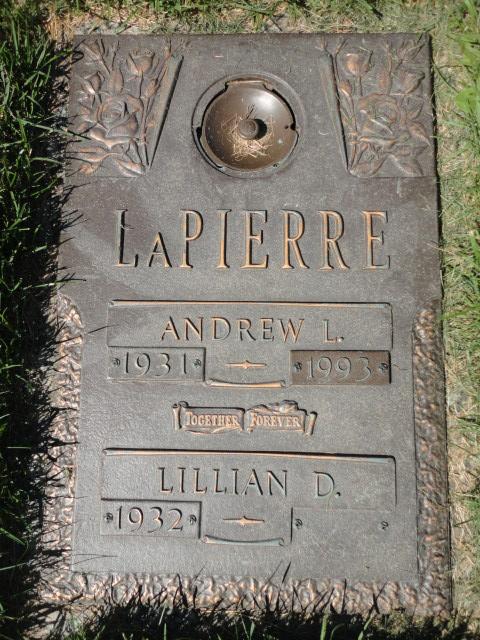 LaPIERRE
ANDREW L.
1931 1993
TOGETHER FOREVER
LILLIAN D.
1932